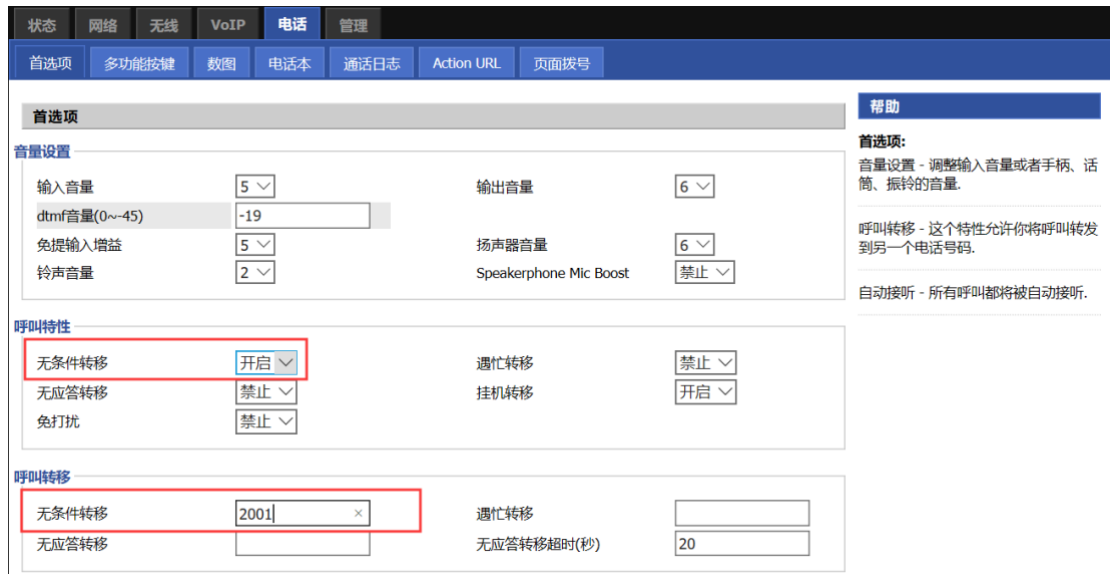 状态 网络 无线 VoIP 电话 管理
首选项 多功能按键 数图 电话本 通话日志 Action URL 页面拨号
首选项
音量设置
输入音量 5 输出音量 6
dtmf音量(0~-45) -19
免提输入增益 5 扬声器音量 6
铃声音量 2 Speakerphone Mic Boost 禁止
呼叫特性
无条件转移 开启 遇忙转移 禁止
无应答转移 禁止 挂机转移 开启
免打扰 禁止
呼叫转移
无条件转移 2001 × 遇忙转移
无应答转移 无应答转移超时(秒) 20
帮助
首选项:
音量设置 - 调整输入音量或者手柄、话
筒、振铃的音量.
呼叫转移 - 这个特性允许你将呼叫转发
到另一个电话号码.
自动接听 - 所有呼叫都将被自动接听.